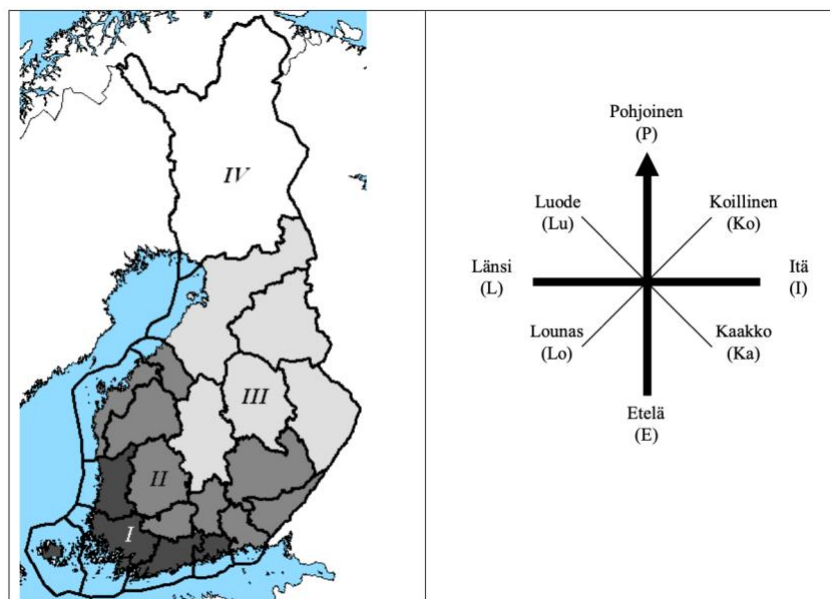 IV
III
II
I
Pohjoinen
(P)
Luode
(Lu)
Koillinen
(Ko)
Länsi
(L)
Itä
(I)
Lounas
(Lo)
Kaakko
(Ka)
Etelä
(E)